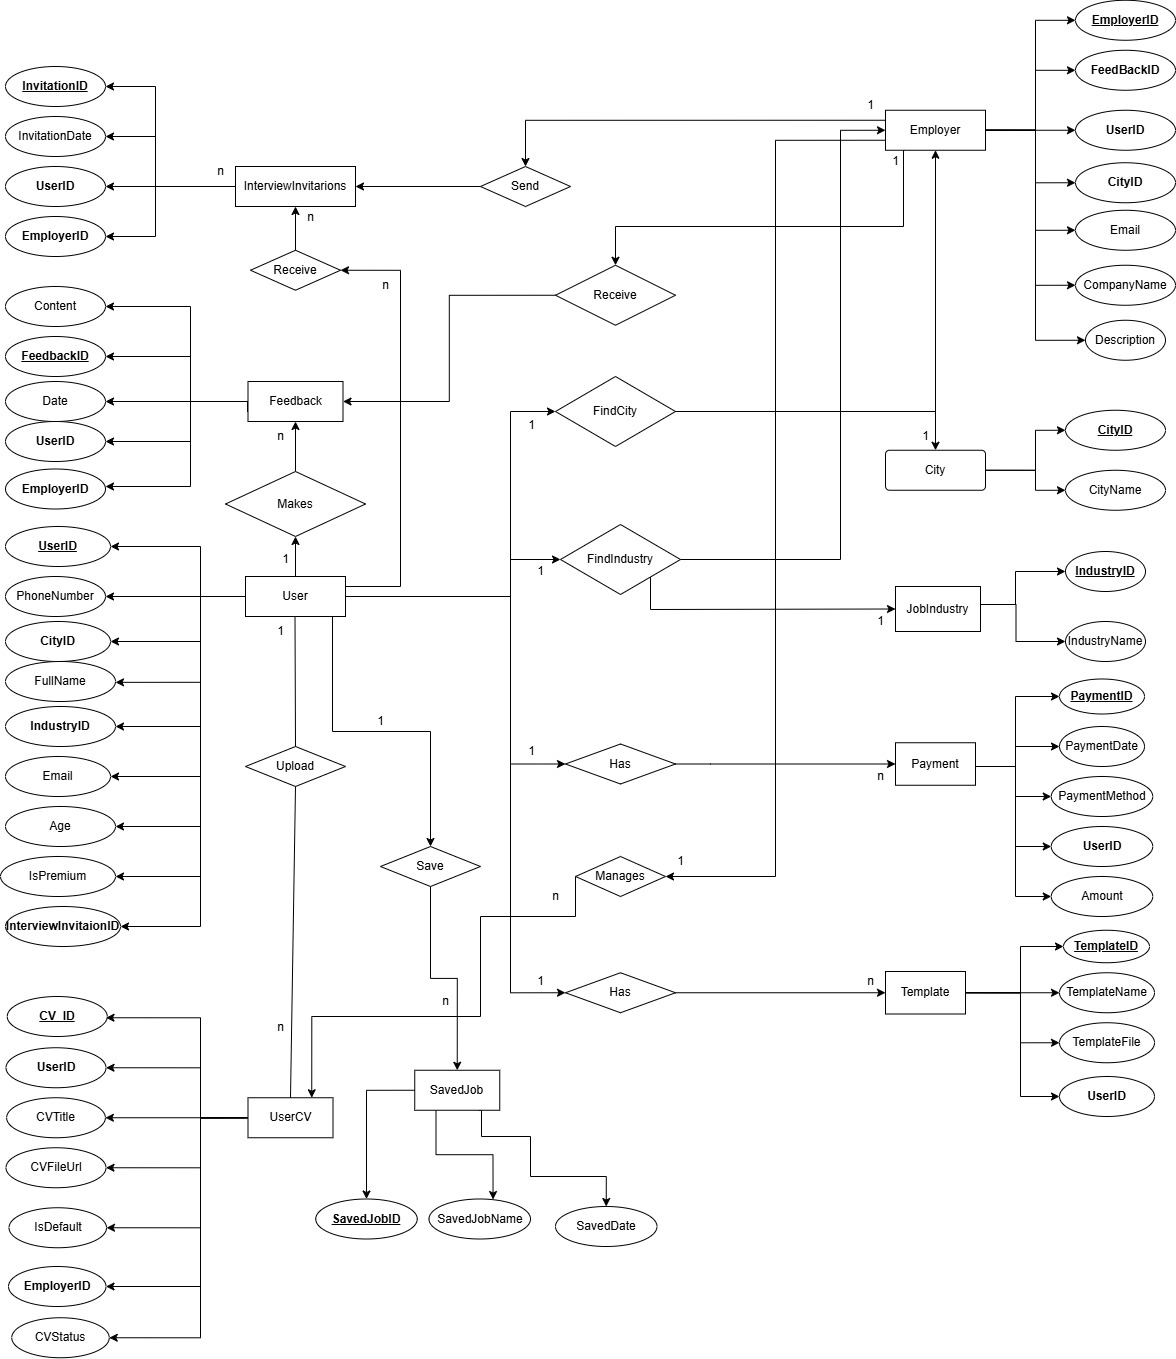 EmployerID
FeedBackID
UserID
CityID
Email
CompanyName
Description
1
Employer
1
InvitationID
InvitationDate
UserID
EmployerID
n
InterviewInvitarions
n
Send
Receive
n
Receive
Content
FeedbackID
Date
UserID
EmployerID
Feedback
n
Makes
1
FindCity
1
1
City
CityID
CityName
UserID
PhoneNumber
CityID
FullName
IndustryID
Email
Age
IsPremium
InterviewInvitaionID
User
1
FindIndustry
1
JobIndustry
1
IndustryID
IndustryName
1
Upload
n
1
Save
n
1
Has
n
Payment
PaymentID
PaymentDate
PaymentMethod
UserID
Amount
Manages
1
n
1
Has
n
Template
TemplateID
TemplateName
TemplateFile
UserID
CV_ID
UserID
CVTitle
CVFileUrl
IsDefault
EmployerID
CVStatus
UserCV
SavedJob
SavedJobID
SavedJobName
SavedDate